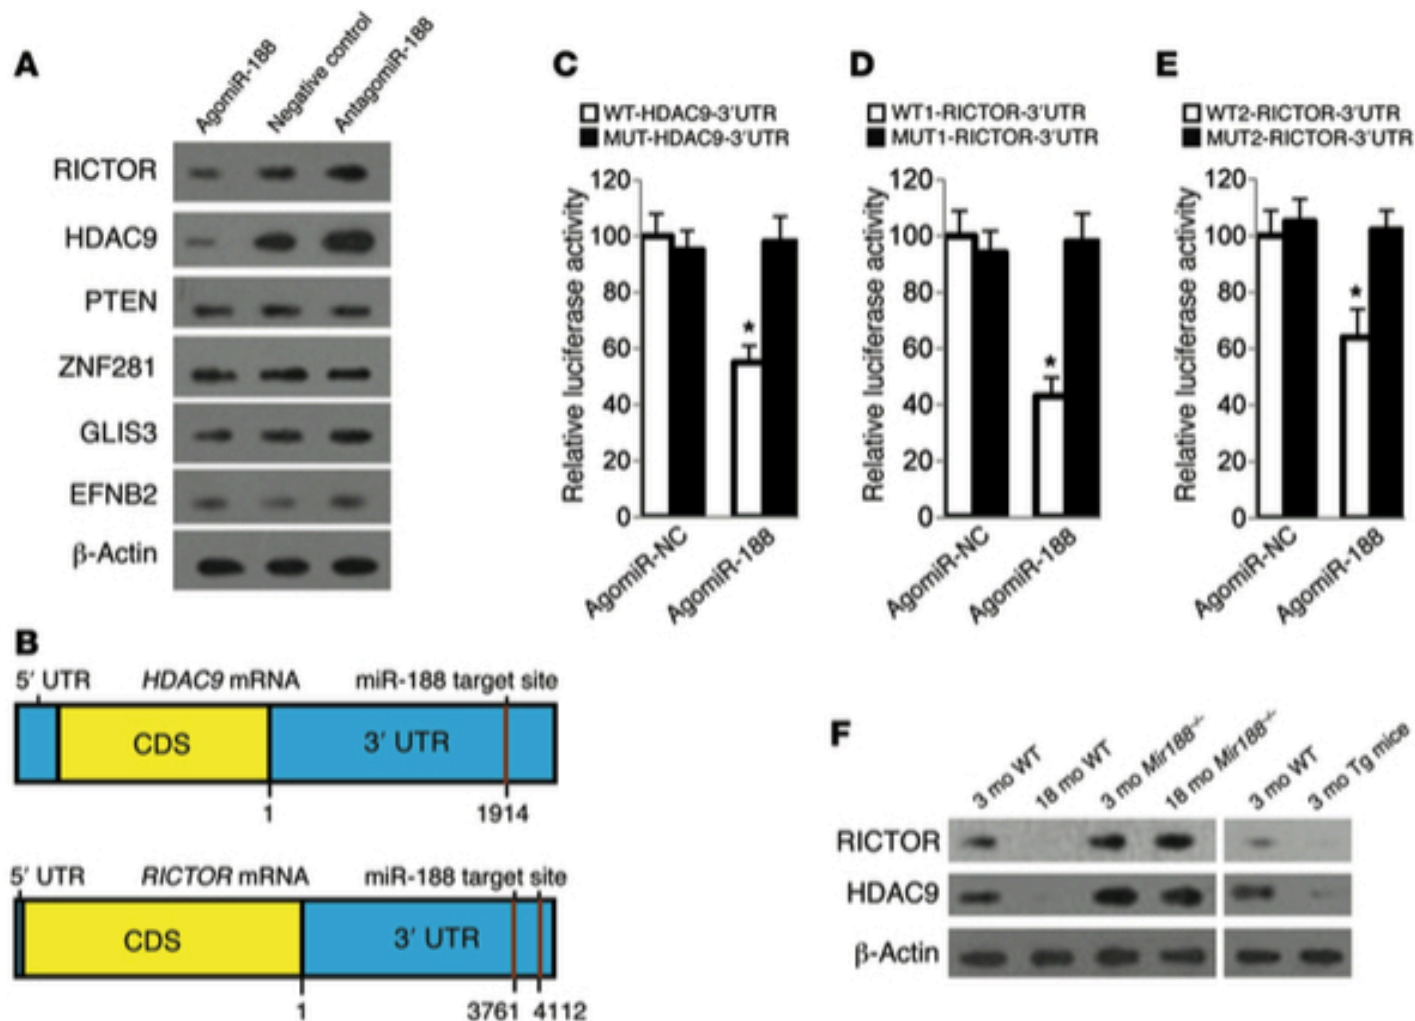 A
AgomiR-188
Negative control
AntagomiR-188
RICTOR
HDAC9
PTEN
ZNF281
GLIS3
EFNB2
β-Actin
B
5′ UTR HDAC9 mRNA miR-188 target site
CDS 3′ UTR
1 1914
5′ UTR RICTOR mRNA miR-188 target site
CDS 3′ UTR
1 3761 4112
C
WT-HDAC9-3′UTR
MUT-HDAC9-3′UTR
Relative luciferase activity
120
100
80
60
40
20
0
*
AgomiR-NC
AgomiR-188
D
WT1-RICTOR-3′UTR
MUT1-RICTOR-3′UTR
Relative luciferase activity
120
100
80
60
40
20
0
*
AgomiR-NC
AgomiR-188
E
WT2-RICTOR-3′UTR
MUT2-RICTOR-3′UTR
Relative luciferase activity
120
100
80
60
40
20
0
*
AgomiR-NC
AgomiR-188
F
3 mo WT
18 mo WT
3 mo Mir188-/-
18 mo Mir188-/-
3 mo WT
3 mo Tg mice
RICTOR
HDAC9
β-Actin